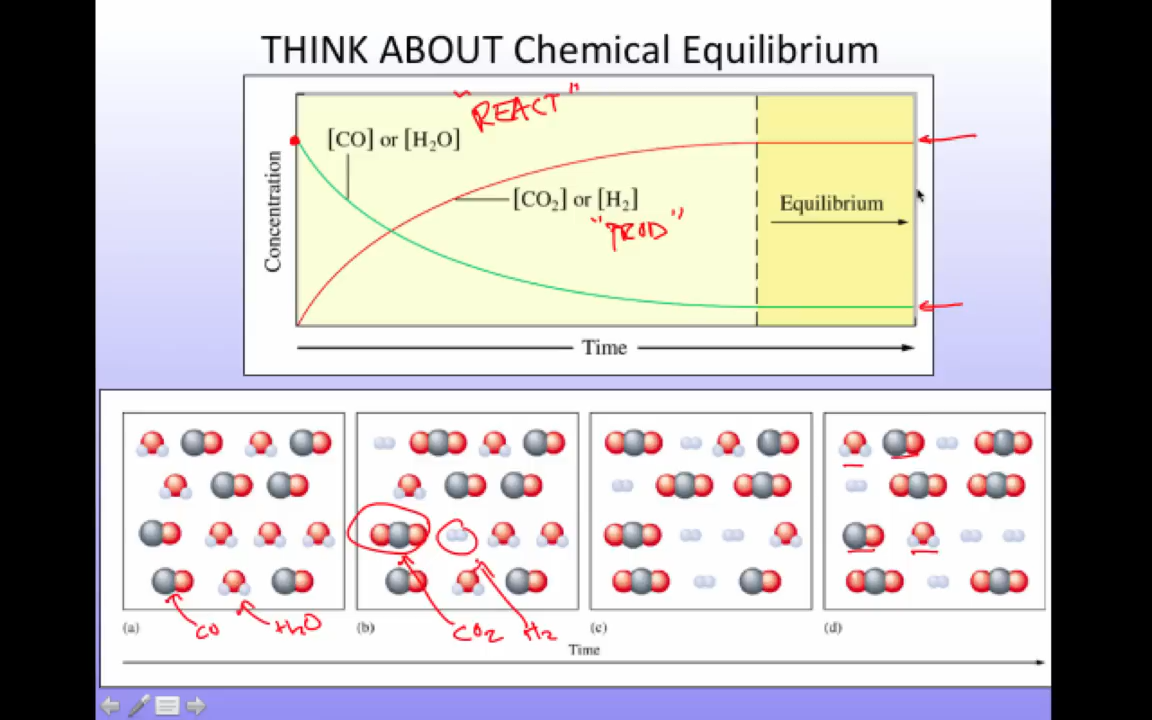 THINK ABOUT Chemical Equilibrium
"REACT"
[CO] or [H₂O]
Concentration
[CO₂] or [H₂]
"PROD"
Equilibrium
Time
(a)
CO
H₂O
(b)
CO₂
H₂
(c)
(d)
Time